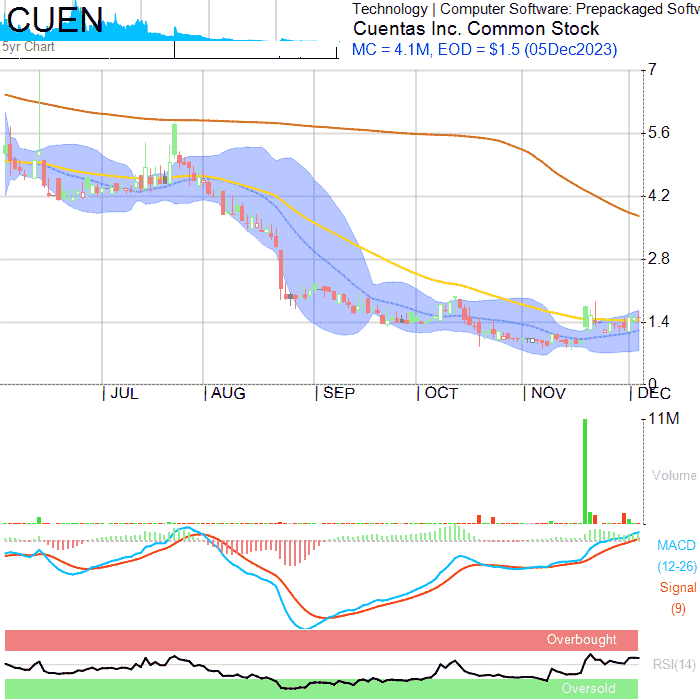 CUEN
5yr Chart
Technology | Computer Software: Prepackaged Softw
Cuentas Inc. Common Stock
MC = 4.1M, EOD = $1.5 (05Dec2023)
7
5.6
4.2
2.8
1.4
0
JUL AUG SEP OCT NOV DEC
11M
Volume
MACD
(12-26)
Signal
(9)
Overbought
RSI(14)
Oversold